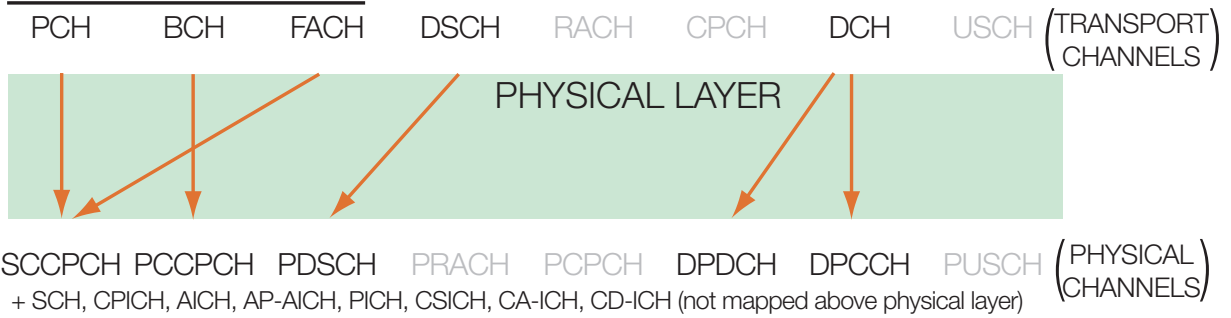 PCH BCH FACH DSCH RACH CPCH DCH USCH (TRANSPORT CHANNELS)
PHYSICAL LAYER
SCCPCH PCCPCH PDSCH PRACH PCPCH DPDCH DPCCH PUSCH (PHYSICAL CHANNELS)
+ SCH, CPICH, AICH, AP-AICH, PICH, CSICH, CA-ICH, CD-ICH (not mapped above physical layer)